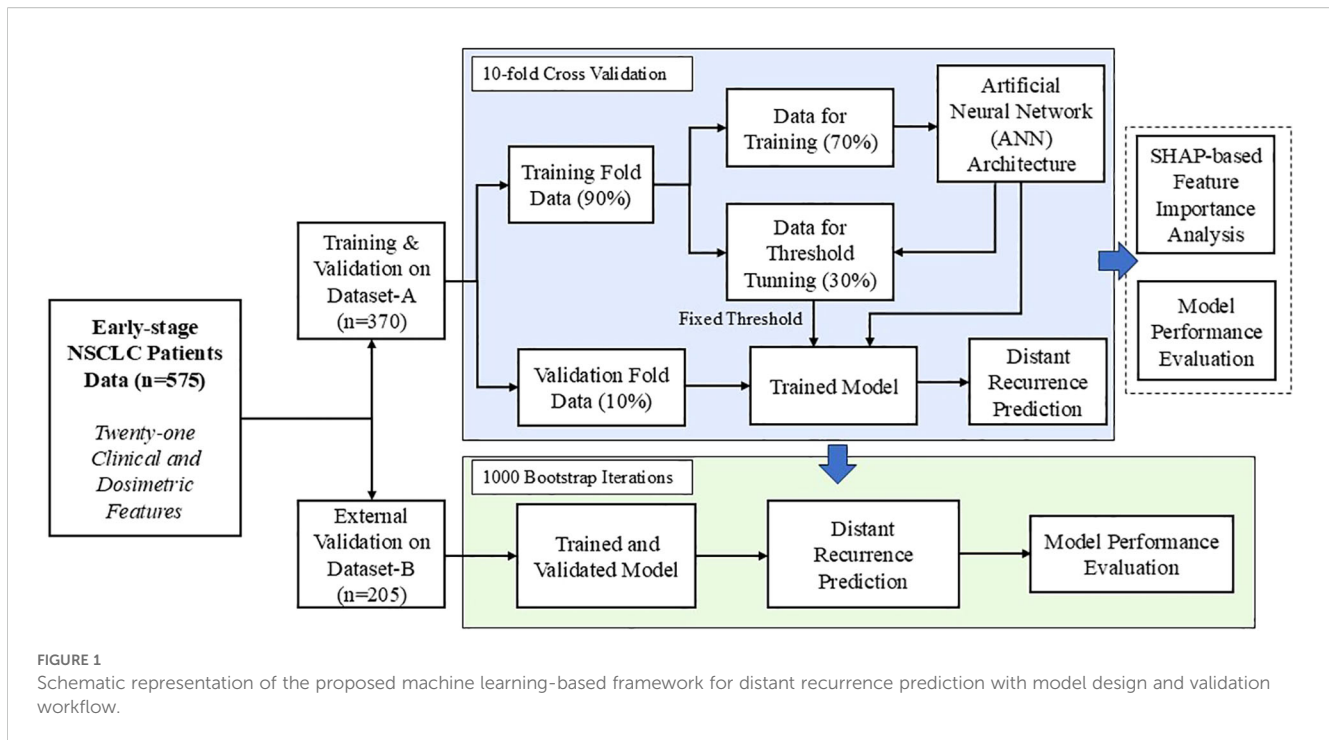 Early-stage
NSCLC Patients
Data (n=575)
Twenty-one
Clinical and
Dosimetric
Features
Training &
Validation on
Dataset-A
(n=370)
External
Validation on
Dataset-B
(n=205)
10-fold Cross Validation
Training Fold
Data (90%)
Data for
Training (70%)
Artificial
Neural Network
(ANN)
Architecture
Data for
Threshold
Tunning (30%)
Fixed Threshold
Validation Fold
Data (10%)
Trained Model
Distant
Recurrence
Prediction
SHAP-based
Feature
Importance
Analysis
Model
Performance
Evaluation
1000 Bootstrap Iterations
Trained and
Validated Model
Distant
Recurrence
Prediction
Model Performance
Evaluation
FIGURE 1
Schematic representation of the proposed machine learning-based framework for distant recurrence prediction with model design and validation
workflow.